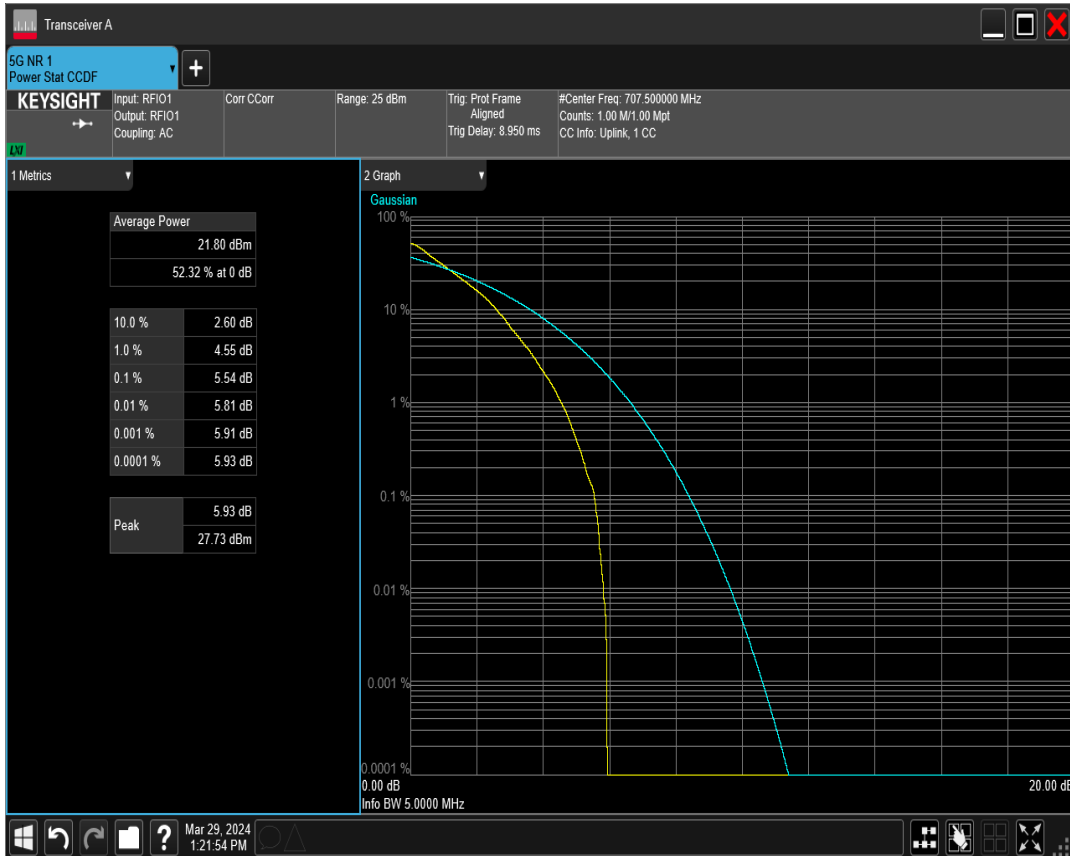 Transceiver A
5G NR 1
Power Stat CCDF
KEYSIGHT
LXI
Input: RFIO1
Output: RFIO1
Coupling: AC
Corr CCorr
Range: 25 dBm
Trig: Prot Frame
Aligned
Trig Delay: 8.950 ms
#Center Freq: 707.500000 MHz
Counts: 1.00 M/1.00 Mpt
CC Info: Uplink, 1 CC
1 Metrics
Average Power
21.80 dBm
52.32 % at 0 dB
10.0 % 2.60 dB
1.0 % 4.55 dB
0.1 % 5.54 dB
0.01 % 5.81 dB
0.001 % 5.91 dB
0.0001 % 5.93 dB
Peak 5.93 dB
27.73 dBm
2 Graph
Gaussian
100 %
10 %
1 %
0.1 %
0.01 %
0.001 %
0.0001 %
0.00 dB 20.00 dB
Info BW 5.0000 MHz
?
Mar 29, 2024
1:21:54 PM